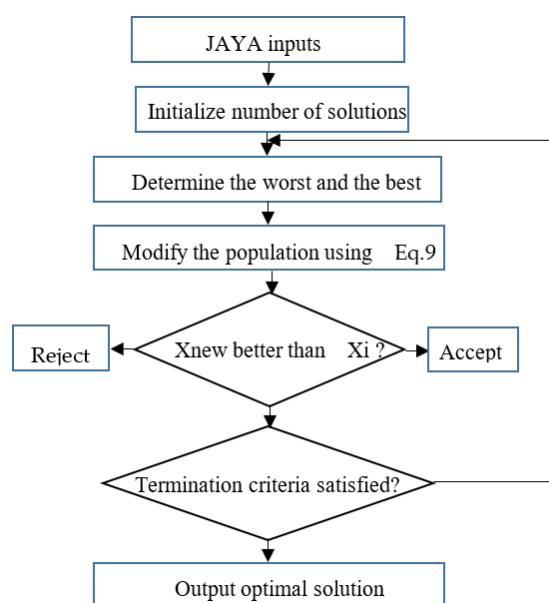 JAYA inputs
Initialize number of solutions
Determine the worst and the best
Modify the population using Eq.9
Xnew better than Xi ?
Reject
Accept
Termination criteria satisfied?
Output optimal solution